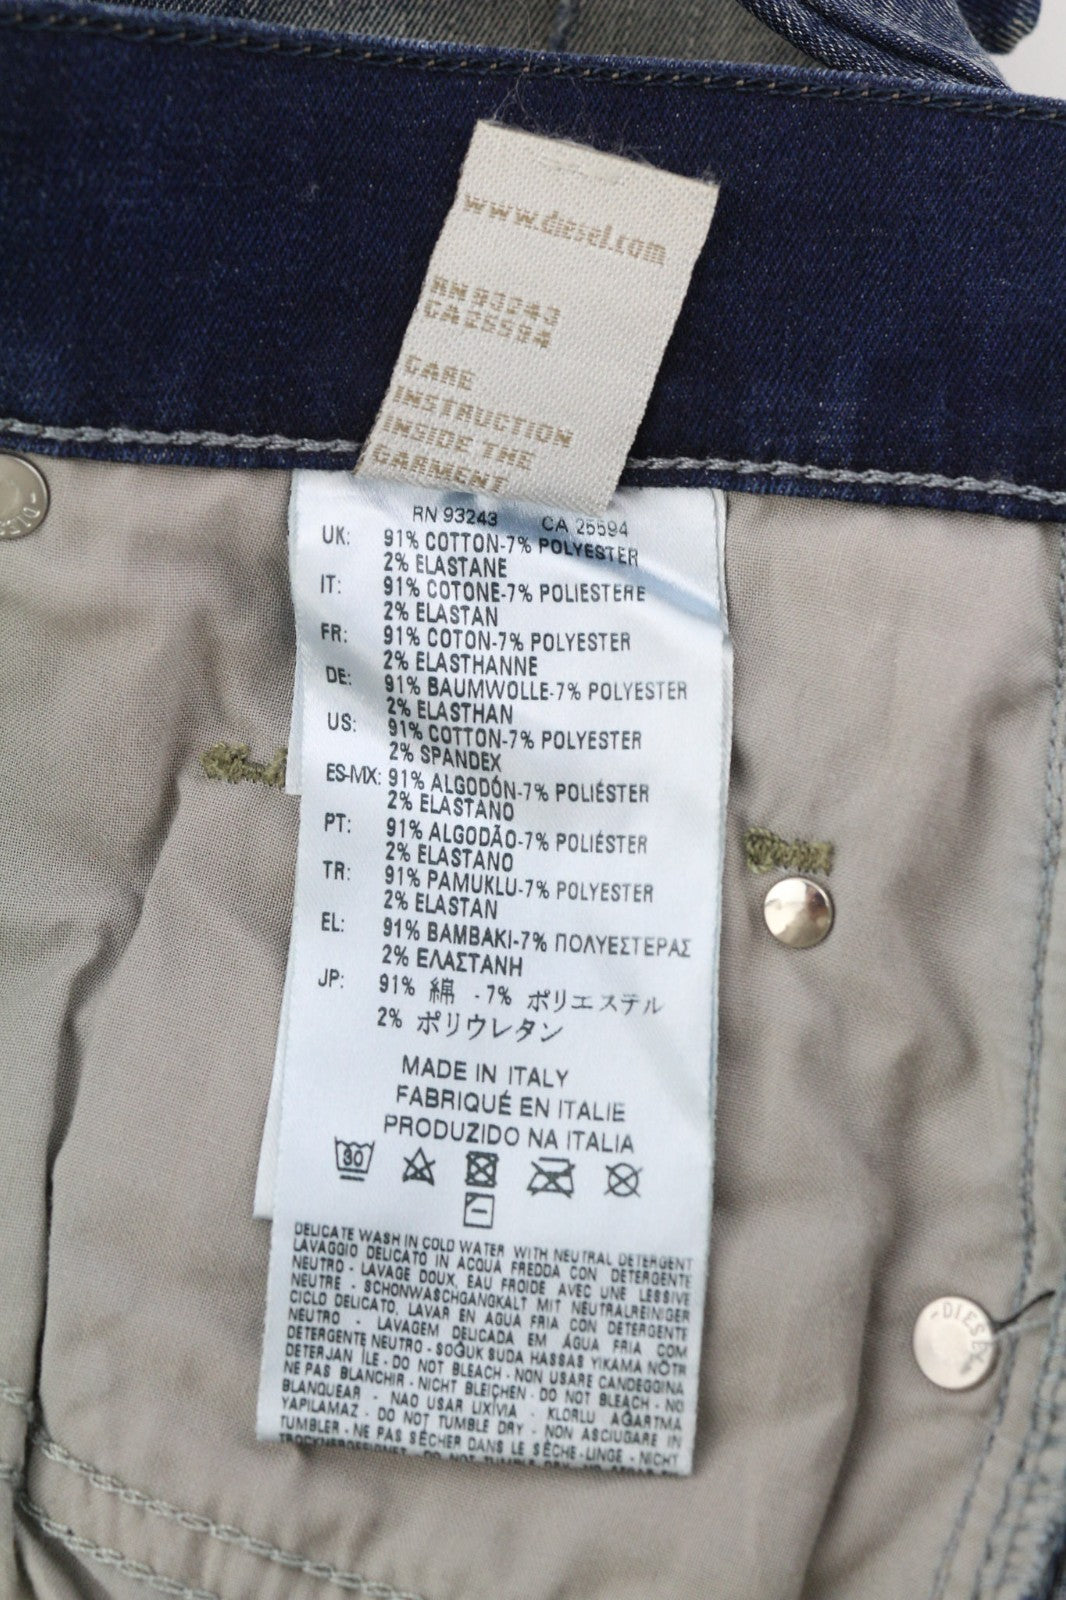 www.diesel.com
RN 93243
CA 25594
CARE
INSTRUCTION
INSIDE THE
GARMENT
RN 93243 CA 25594
UK: 91% COTTON-7% POLYESTER
2% ELASTANE
IT: 91% COTONE-7% POLIESTERE
2% ELASTAN
FR: 91% COTON-7% POLYESTER
2% ELASTHANNE
DE: 91% BAUMWOLLE-7% POLYESTER
2% ELASTHAN
US: 91% COTTON-7% POLYESTER
2% SPANDEX
ES-MX: 91% ALGODÓN-7% POLIÉSTER
2% ELASTANO
PT: 91% ALGODÃO-7% POLIÉSTER
2% ELASTANO
TR: 91% PAMUKLU-7% POLYESTER
2% ELASTAN
EL: 91% ΒΑΜΒΑΚΙ-7% ΠΟΛΥΕΣΤΕΡΑΣ
2% ΕΛΑΣΤΑΝΗ
JP: 91% 綿 -7% ポリエステル
2% ポリウレタン
MADE IN ITALY
FABRIQUÉ EN ITALIE
PRODUZIDO NA ITALIA
30
DELICATE WASH IN COLD WATER WITH NEUTRAL DETERGENT
LAVAGGIO DELICATO IN ACQUA FREDDA CON DETERGENTE
NEUTRO - LAVAGE DOUX, EAU FROIDE AVEC UNE LESSIVE
NEUTRE - SCHONWASCHGANGKALT MIT NEUTRALREINIGER
CICLO DELICATO, LAVAR EN AGUA FRIA CON DETERGENTE
NEUTRO - LAVAGEM DELICADA EM ÁGUA FRIA COM
DETERGENTE NEUTRO - SOĞUK SUDA HASSAS YIKAMA NÖTR
DETERJAN İLE - DO NOT BLEACH - NON USARE CANDEGGINA
NE PAS BLANCHIR - NICHT BLEICHEN - DO NOT BLEACH - NO
BLANQUEAR - NAO USAR LIXÍVIA - KLORLU AĞARTMA
YAPILAMAZ - DO NOT TUMBLE DRY - NON ASCIUGARE IN
TUMBLER - NE PAS SÉCHER DANS LE SÈCHE-LINGE - NICHT
DO NOT TUMBLE DRY
-DIESEL